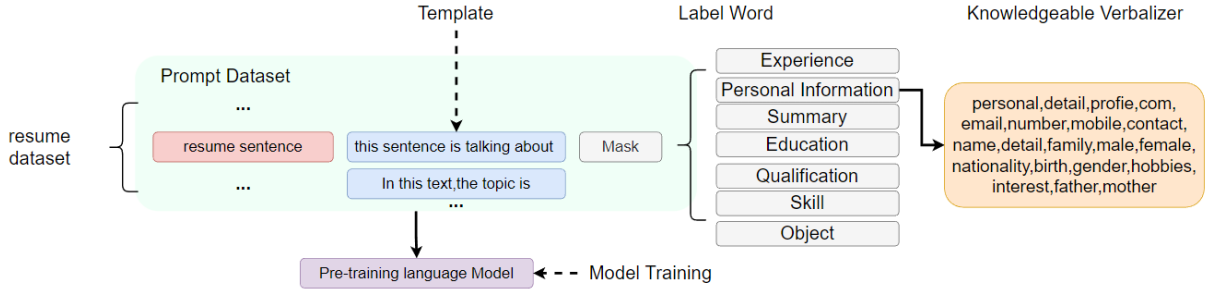 Template
Label Word
Knowledgeable Verbalizer
Prompt Dataset
...
resume
dataset
resume sentence
this sentence is talking about
Mask
...
In this text,the topic is
...
Experience
Personal Information
Summary
Education
Qualification
Skill
Object
personal,detail,profie,com,
email,number,mobile,contact,
name,detail,family,male,female,
nationality,birth,gender,hobbies,
interest,father,mother
Pre-training language Model
Model Training